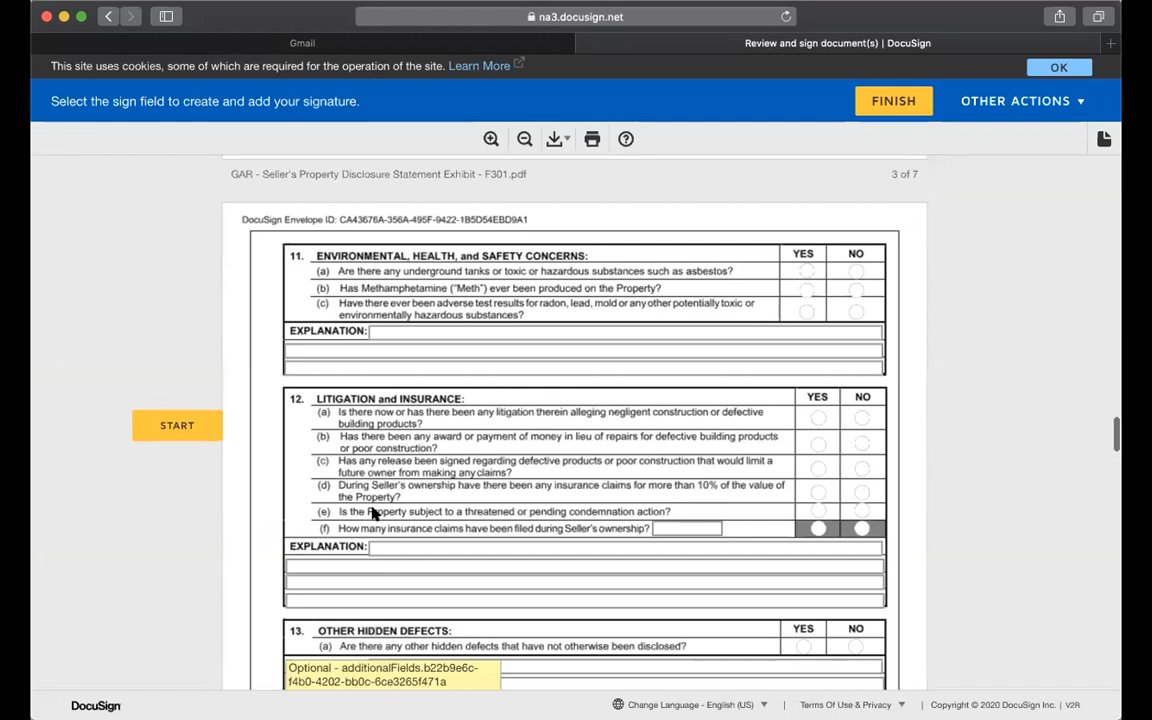 na3.docusign.net
Gmail
Review and sign document(s) | DocuSign
This site uses cookies, some of which are required for the operation of the site. Learn More
OK
Select the sign field to create and add your signature.
FINISH
OTHER ACTIONS
GAR - Seller's Property Disclosure Statement Exhibit - F301.pdf
3 of 7
DocuSign Envelope ID: CA43676A-356A-495F-9422-1B5D54EBD9A1
11. ENVIRONMENTAL, HEALTH, and SAFETY CONCERNS: YES NO
(a) Are there any underground tanks or toxic or hazardous substances such as asbestos?
(b) Has Methamphetamine ("Meth") ever been produced on the Property?
(c) Have there ever been adverse test results for radon, lead, mold or any other potentially toxic or
environmentally hazardous substances?
EXPLANATION:
12. LITIGATION and INSURANCE: YES NO
(a) Is there now or has there been any litigation therein alleging negligent construction or defective
building products?
(b) Has there been any award or payment of money in lieu of repairs for defective building products
or poor construction?
(c) Has any release been signed regarding defective products or poor construction that would limit a
future owner from making any claims?
(d) During Seller's ownership have there been any insurance claims for more than 10% of the value of
the Property?
START
(e) Is the Property subject to a threatened or pending condemnation action?
(f) How many insurance claims have been filed during Seller's ownership?
EXPLANATION:
13. OTHER HIDDEN DEFECTS: YES NO
(a) Are there any other hidden defects that have not otherwise been disclosed?
Optional - additionalFields.b22b9e6c-
f4b0-4202-bb0c-6ce3265f471a
DocuSign
Change Language - English (US)
Terms Of Use & Privacy
Copyright © 2020 DocuSign Inc. | V2R